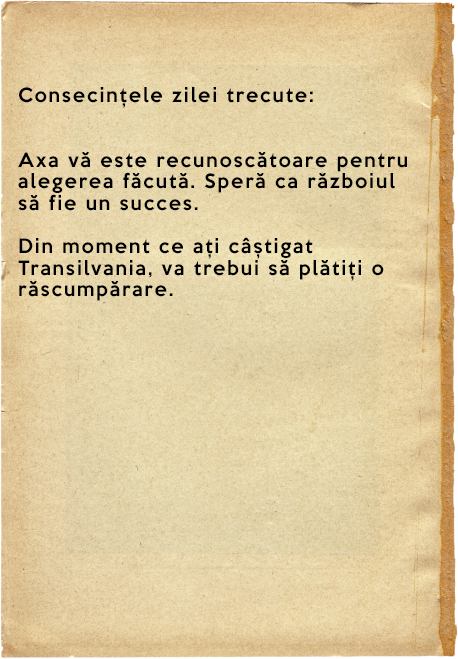 Consecințele zilei trecute:
Axa vă este recunoscătoare pentru
alegerea făcută. Speră ca războiul
să fie un succes.
Din moment ce ați câștigat
Transilvania, va trebui să plătiți o
răscumpărare.